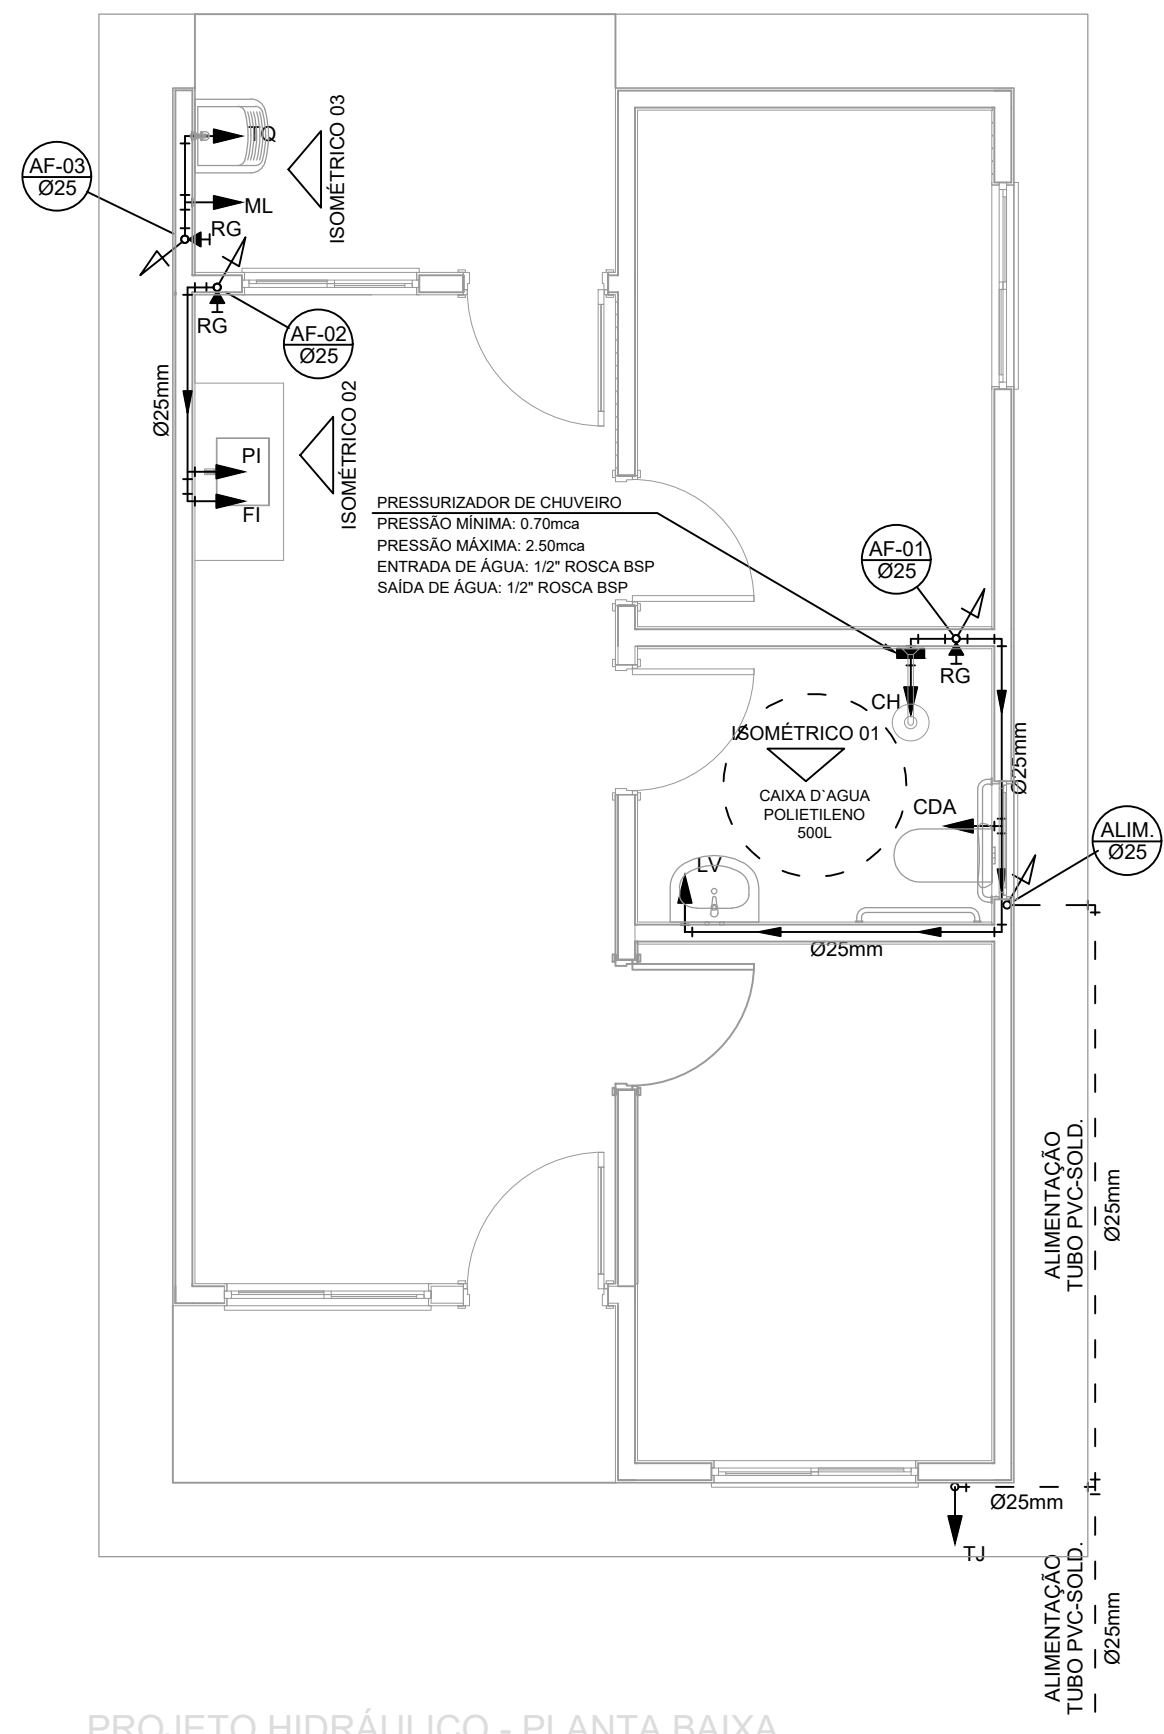 TQ
ISOMÉTRICO 03
AF-03
Ø25
ML
RG
RG
AF-02
Ø25
Ø25mm
ISOMÉTRICO 02
PI
FI
PRESSURIZADOR DE CHUVEIRO
PRESSÃO MÍNIMA: 0.70mca
PRESSÃO MÁXIMA: 2.50mca
ENTRADA DE ÁGUA: 1/2" ROSCA BSP
SAÍDA DE ÁGUA: 1/2" ROSCA BSP
AF-01
Ø25
RG
CH
ISOMÉTRICO 01
Ø25mm
CAIXA D`AGUA
POLIETILENO
500L
CDA
ALIM.
Ø25
LV
Ø25mm
ALIMENTAÇÃO
TUBO PVC-SOLD.
Ø25mm
Ø25mm
TJ
ALIMENTAÇÃO
TUBO PVC-SOLD.
Ø25mm
PROJETO HIDRÁULICO - PLANTA BAIXA